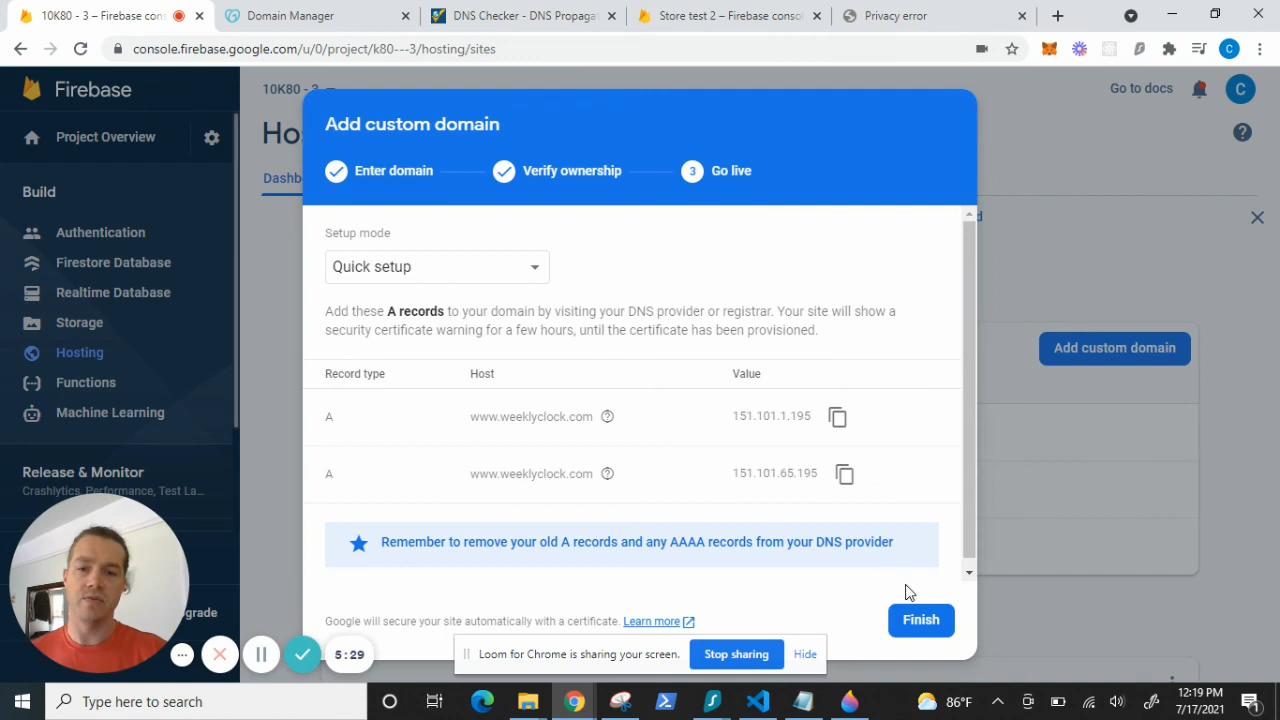 10K80 - 3 – Firebase cons
Domain Manager
DNS Checker - DNS Propagat
Store test 2 – Firebase consol
Privacy error
console.firebase.google.com/u/0/project/k80---3/hosting/sites
C
Firebase
10K80 - 3
Go to docs
C
Project Overview
Ho
Add custom domain
Enter domain
Verify ownership
3
Go live
Build
Dashb
Authentication
Firestore Database
Realtime Database
Storage
Hosting
Functions
Machine Learning
Release & Monitor
Crashlytics, Performance, Test La...
grade
d
Add custom domain
Setup mode
Quick setup
Add these A records to your domain by visiting your DNS provider or registrar. Your site will show a
security certificate warning for a few hours, until the certificate has been provisioned.
Record type Host Value
A www.weeklyclock.com 151.101.1.195
A www.weeklyclock.com 151.101.65.195
Remember to remove your old A records and any AAAA records from your DNS provider
Google will secure your site automatically with a certificate. Learn more
Finish
5:29
Loom for Chrome is sharing your screen.
Stop sharing
Hide
Type here to search
86°F
12:19 PM
7/17/2021
1